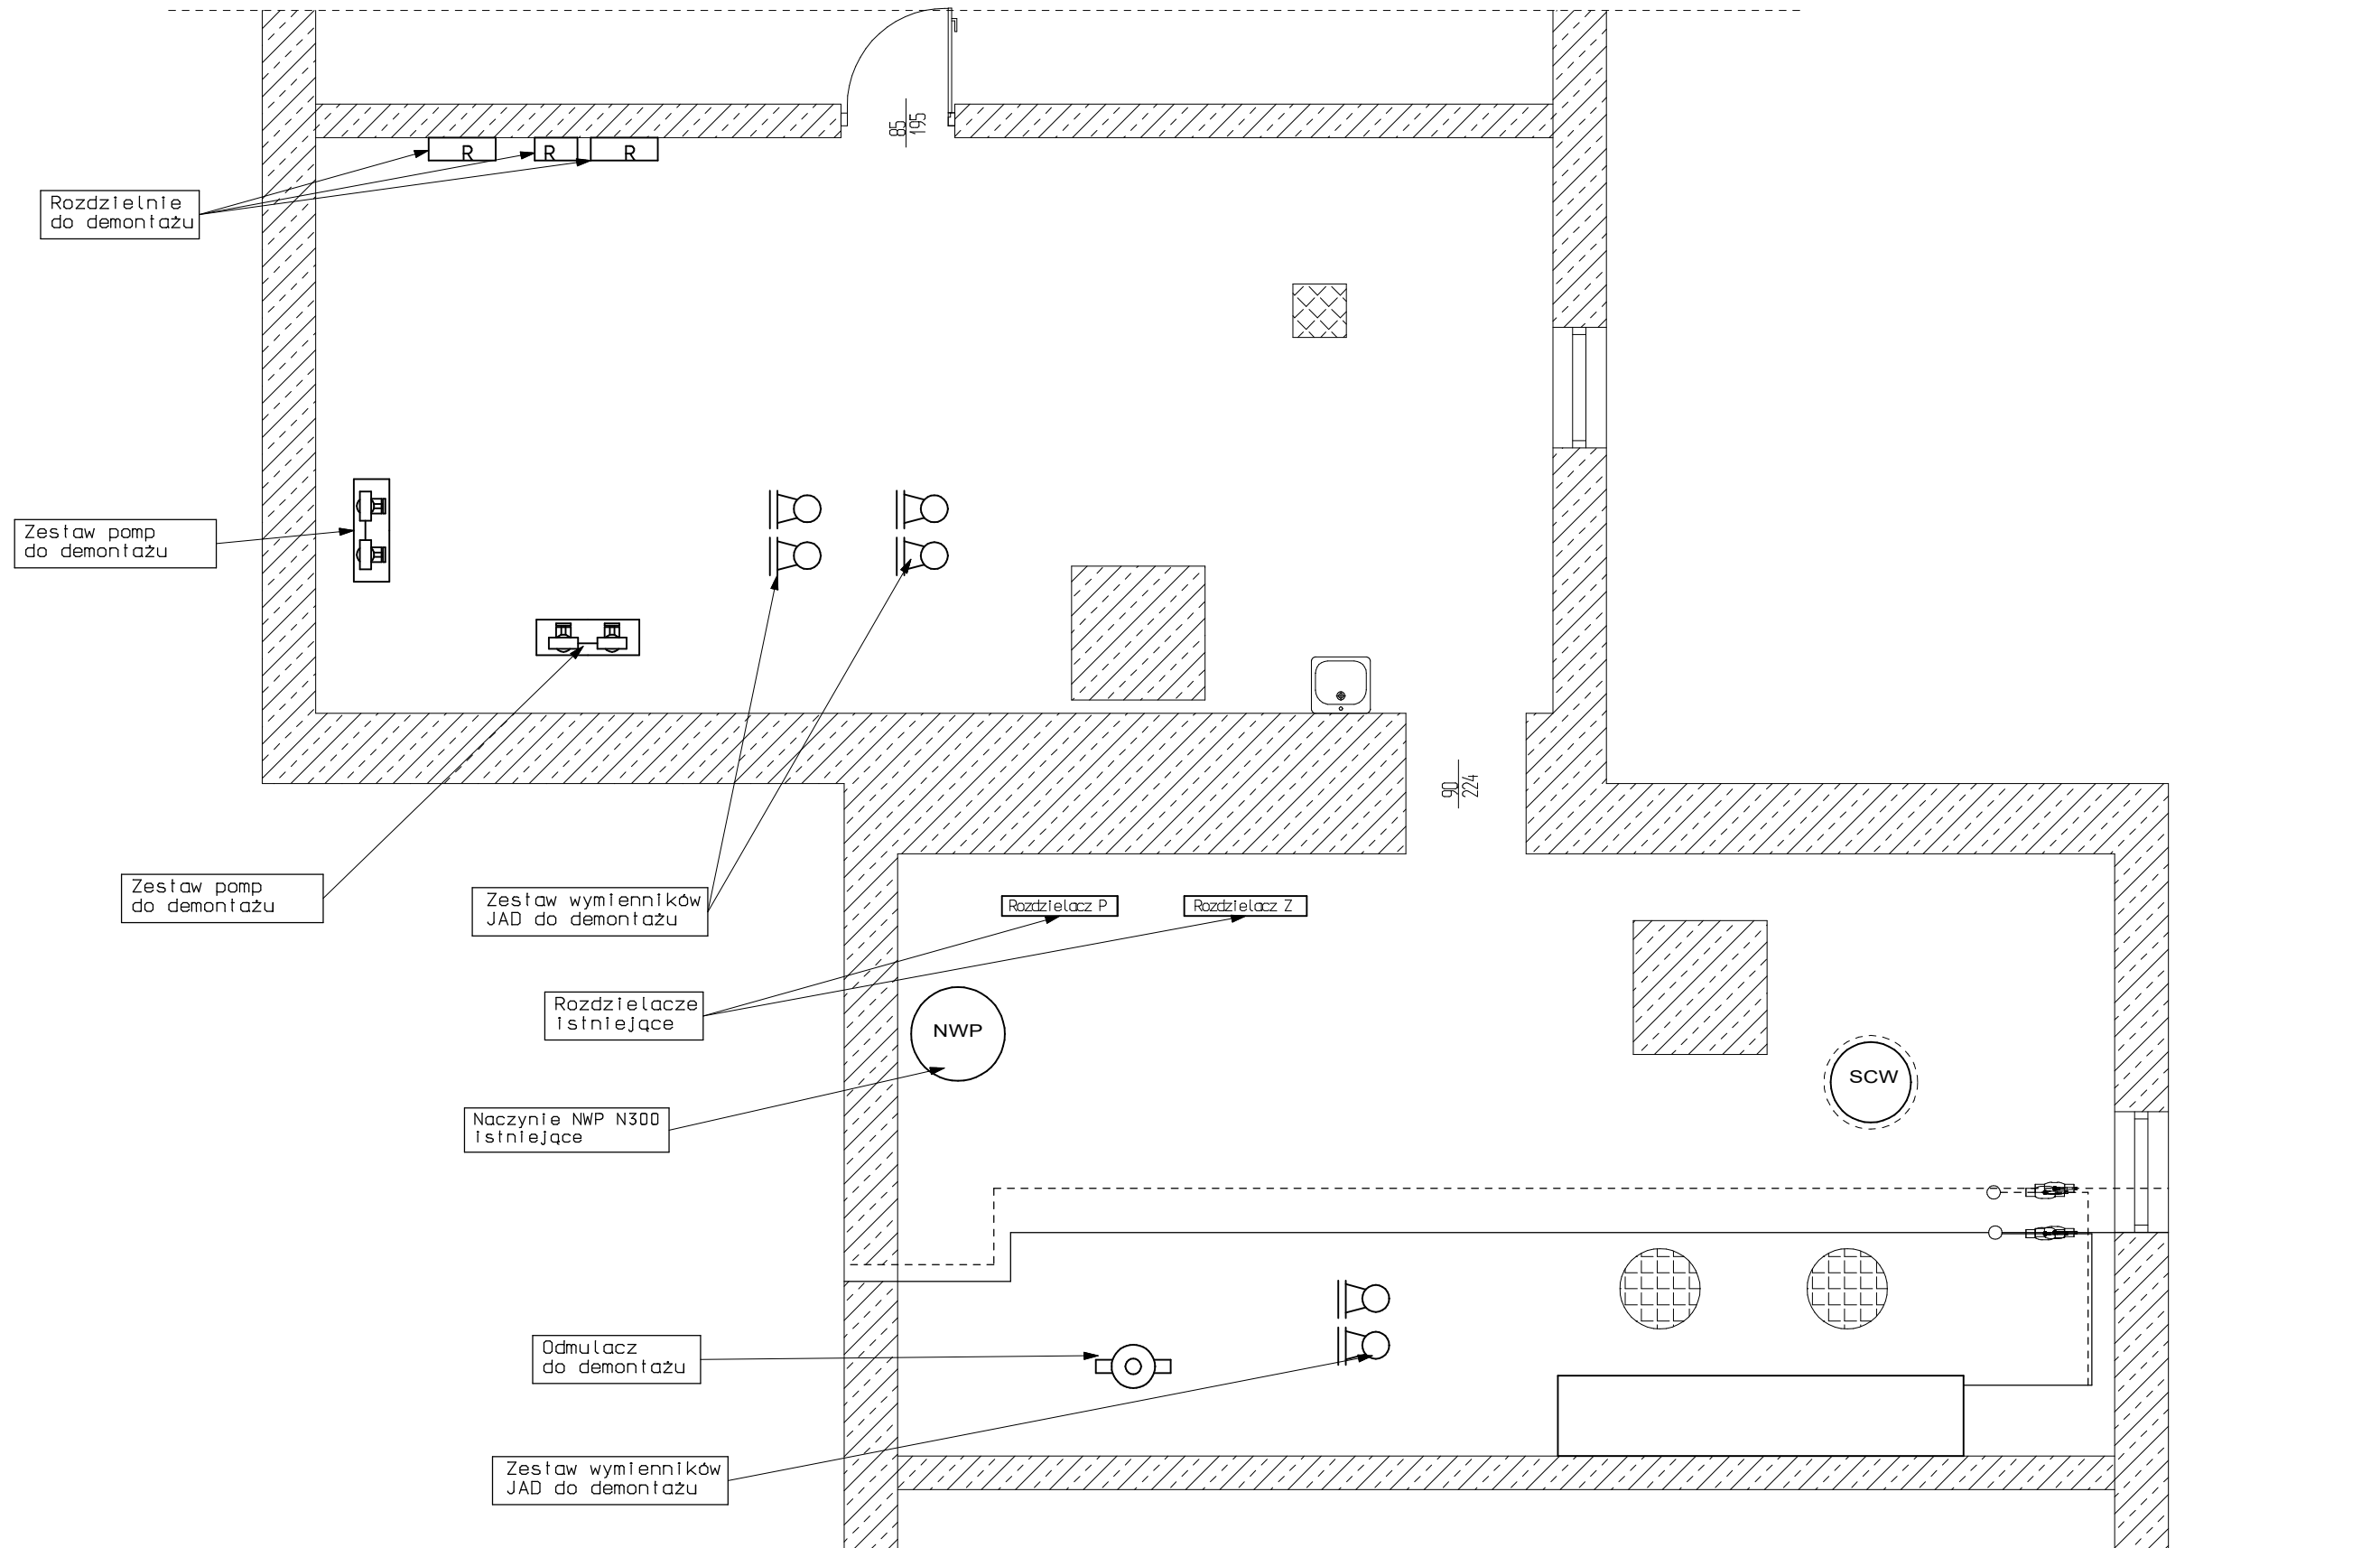 85
195
R
R
R
Rozdzielnie
do demontażu
Zestaw pomp
do demontażu
90
224
Zestaw pomp
do demontażu
Zestaw wymienników
JAD do demontażu
Rozdzielacz P
Rozdzielacz Z
Rozdzielacze
istniejące
NWP
SCW
Naczynie NWP N300
istniejące
Odmulacz
do demontażu
Zestaw wymienników
JAD do demontażu